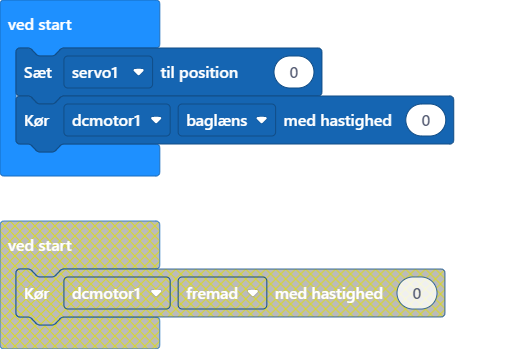 ved start
Sæt servo1 til position 0
Kør dcmotor1 baglæns med hastighed 0
ved start
Kør dcmotor1 fremad med hastighed 0